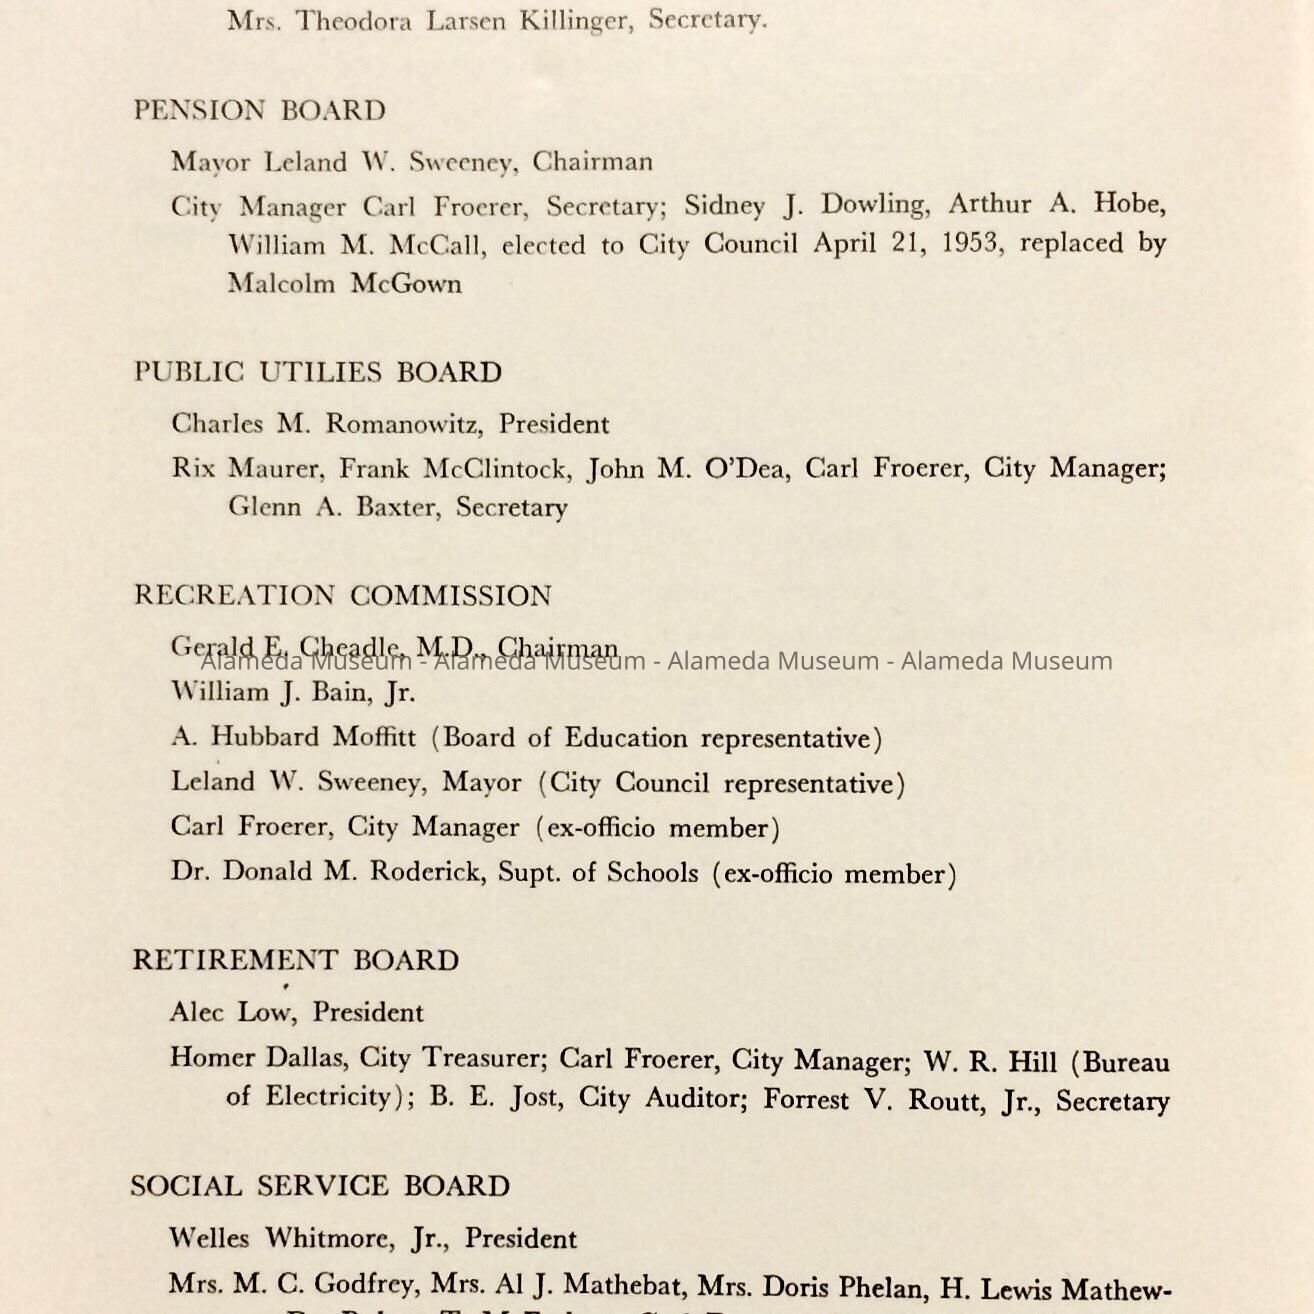 Mrs. Theodora Larsen Killinger, Secretary.
PENSION BOARD
Mayor Leland W. Sweeney, Chairman
City Manager Carl Froerer, Secretary; Sidney J. Dowling, Arthur A. Hobe,
William M. McCall, elected to City Council April 21, 1953, replaced by
Malcolm McGown
PUBLIC UTILIES BOARD
Charles M. Romanowitz, President
Rix Maurer, Frank McClintock, John M. O'Dea, Carl Froerer, City Manager;
Glenn A. Baxter, Secretary
RECREATION COMMISSION
Gerald E. Cheadle, M.D., Chairman
Alameda Museum - Alameda Museum - Alameda Museum - Alameda Museum
William J. Bain, Jr.
A. Hubbard Moffitt (Board of Education representative)
Leland W. Sweeney, Mayor (City Council representative)
Carl Froerer, City Manager (ex-officio member)
Dr. Donald M. Roderick, Supt. of Schools (ex-officio member)
RETIREMENT BOARD
Alec Low, President
Homer Dallas, City Treasurer; Carl Froerer, City Manager; W. R. Hill (Bureau
of Electricity); B. E. Jost, City Auditor; Forrest V. Routt, Jr., Secretary
SOCIAL SERVICE BOARD
Welles Whitmore, Jr., President
Mrs. M. C. Godfrey, Mrs. Al J. Mathebat, Mrs. Doris Phelan, H. Lewis Mathew-